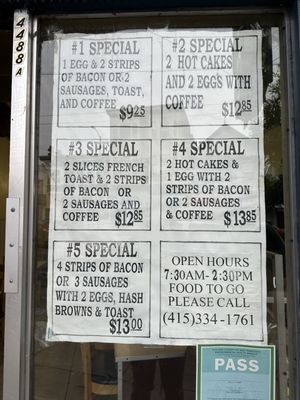 4488 A
#1 SPECIAL
1 EGG & 2 STRIPS
OF BACON OR 2
SAUSAGES, TOAST,
AND COFFEE
$9.25
#2 SPECIAL
2 HOT CAKES
AND 2 EGGS WITH
COFFEE
$12.85
#3 SPECIAL
2 SLICES FRENCH
TOAST & 2 STRIPS
OF BACON OR
2 SAUSAGES AND
COFFEE $12.85
#4 SPECIAL
2 HOT CAKES &
1 EGG WITH 2
STRIPS OF BACON
OR 2 SAUSAGES
& COFFEE $13.85
#5 SPECIAL
4 STRIPS OF BACON
OR 3 SAUSAGES
WITH 2 EGGS, HASH
BROWNS & TOAST
$13.00
OPEN HOURS
7:30AM- 2:30PM
FOOD TO GO
PLEASE CALL
(415)334-1761
PASS